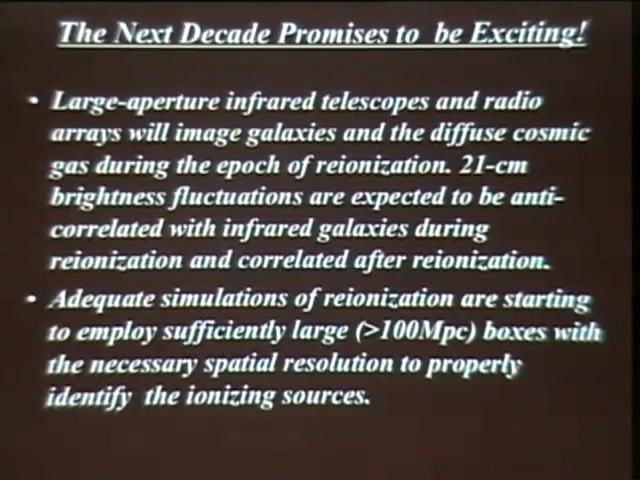 The Next Decade Promises to be Exciting!
• Large-aperture infrared telescopes and radio
arrays will image galaxies and the diffuse cosmic
gas during the epoch of reionization. 21-cm
brightness fluctuations are expected to be anti-
correlated with infrared galaxies during
reionization and correlated after reionization.
• Adequate simulations of reionization are starting
to employ sufficiently large (>100Mpc) boxes with
the necessary spatial resolution to properly
identify the ionizing sources.